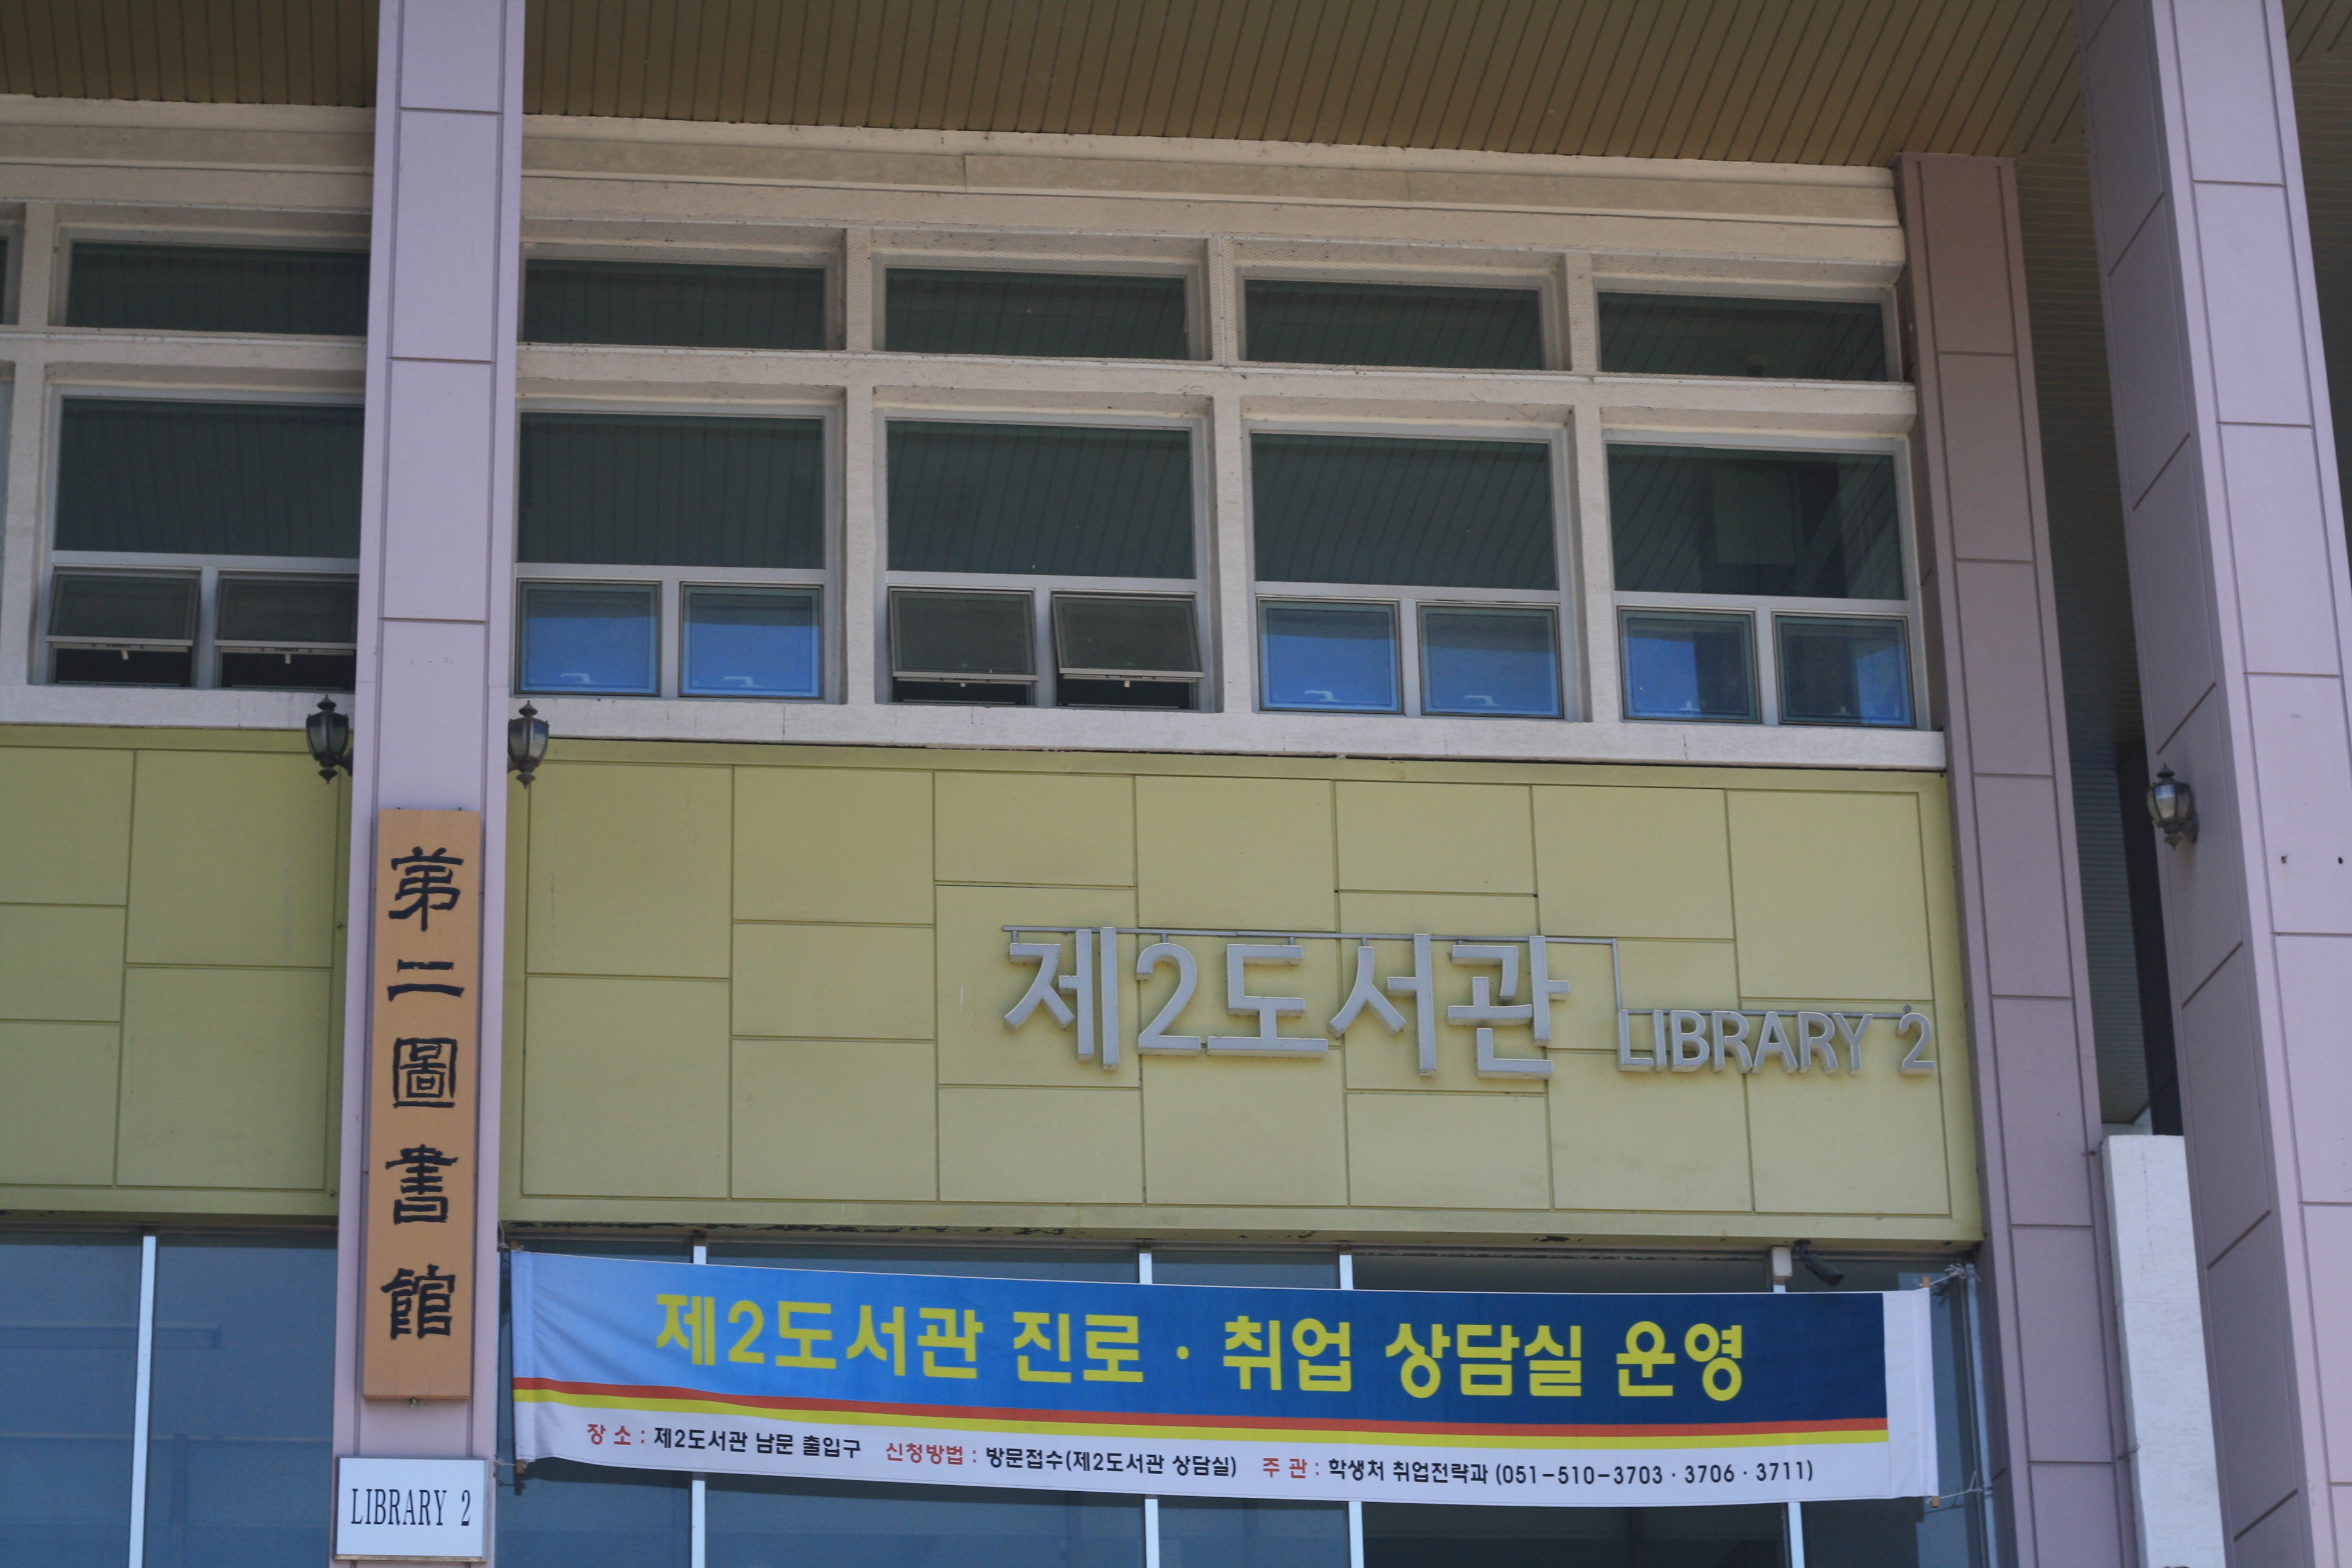 第二圖書館
제2도서관 LIBRARY 2
제2도서관 진로 · 취업 상담실 운영
장 소 : 제2도서관 남문 출입구 신청방법 : 방문접수(제2도서관 상담실) 주 관 : 학생처 취업전략과 (051-510-3703 · 3706 · 3711)
LIBRARY 2